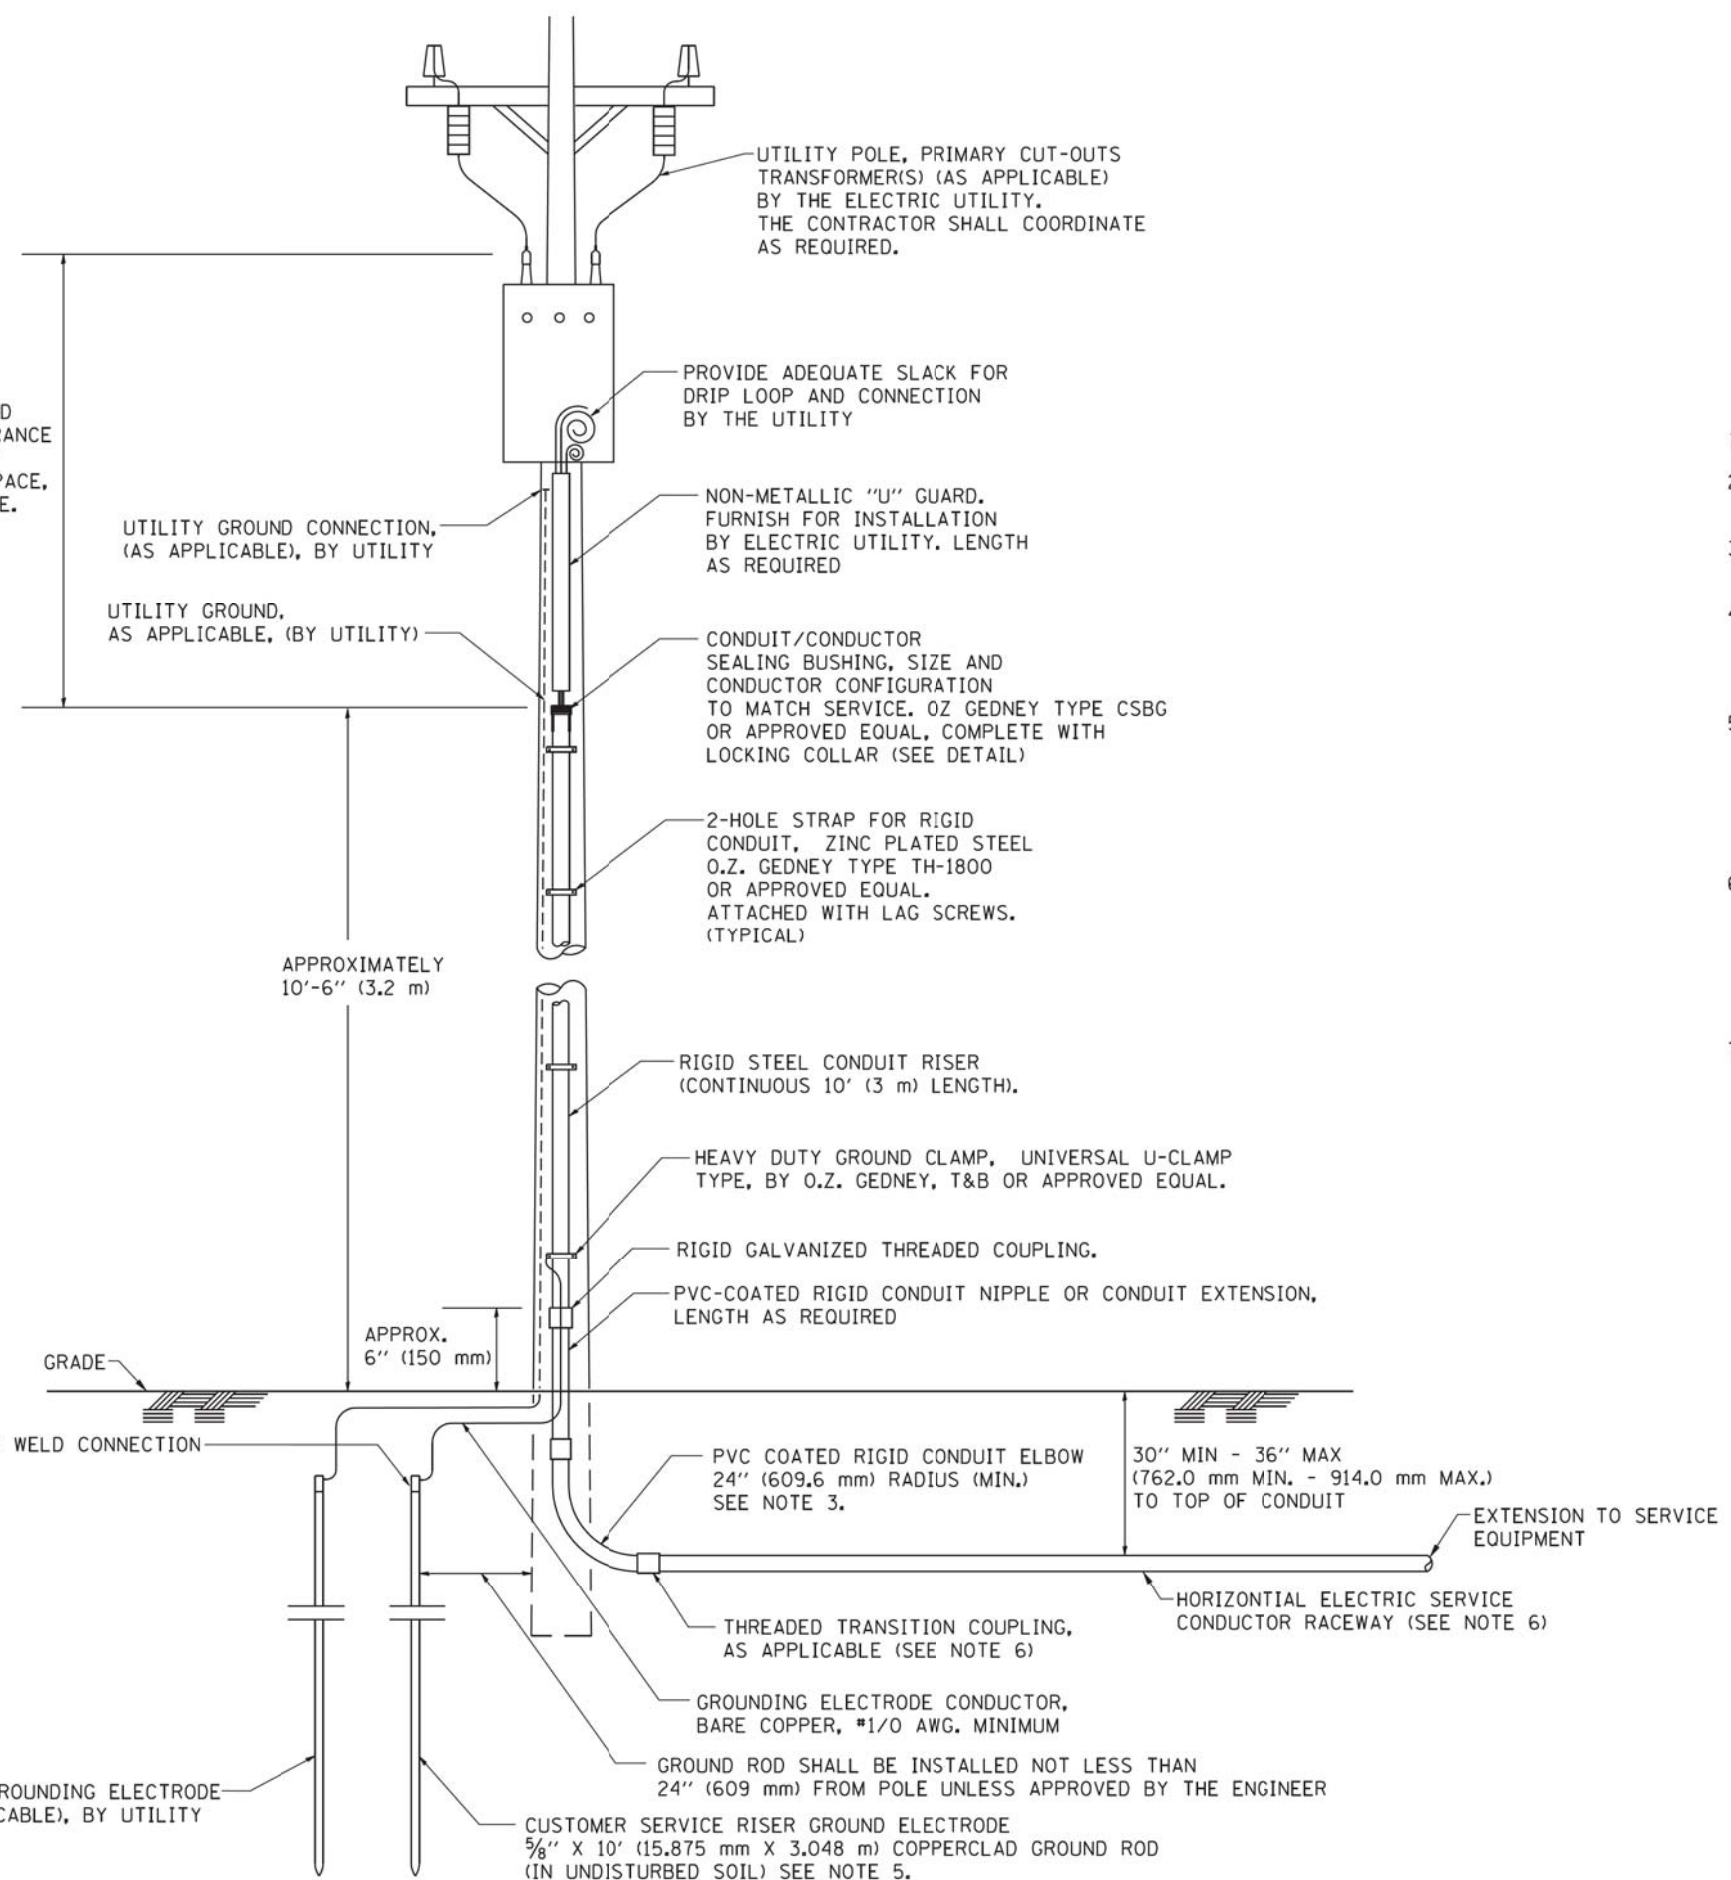 UTILITY POLE, PRIMARY CUT-OUTS
TRANSFORMER(S) (AS APPLICABLE)
BY THE ELECTRIC UTILITY.
THE CONTRACTOR SHALL COORDINATE
AS REQUIRED.
PROVIDE ADEQUATE SLACK FOR
DRIP LOOP AND CONNECTION
BY THE UTILITY
NON-METALLIC "U" GUARD.
FURNISH FOR INSTALLATION
BY ELECTRIC UTILITY. LENGTH
AS REQUIRED
UTILITY GROUND CONNECTION,
(AS APPLICABLE), BY UTILITY
UTILITY GROUND,
AS APPLICABLE, (BY UTILITY)
CONDUIT/CONDUCTOR
SEALING BUSHING, SIZE AND
CONDUCTOR CONFIGURATION
TO MATCH SERVICE. OZ GEDNEY TYPE CSBG
OR APPROVED EQUAL, COMPLETE WITH
LOCKING COLLAR (SEE DETAIL)
2-HOLE STRAP FOR RIGID
CONDUIT, ZINC PLATED STEEL
O.Z. GEDNEY TYPE TH-1800
OR APPROVED EQUAL.
ATTACHED WITH LAG SCREWS.
(TYPICAL)
APPROXIMATELY
10'-6" (3.2 m)
RIGID STEEL CONDUIT RISER
(CONTINUOUS 10' (3 m) LENGTH).
HEAVY DUTY GROUND CLAMP, UNIVERSAL U-CLAMP
TYPE, BY O.Z. GEDNEY, T&B OR APPROVED EQUAL.
RIGID GALVANIZED THREADED COUPLING.
PVC-COATED RIGID CONDUIT NIPPLE OR CONDUIT EXTENSION,
LENGTH AS REQUIRED
APPROX.
6" (150 mm)
GRADE
WELD CONNECTION
PVC COATED RIGID CONDUIT ELBOW
24" (609.6 mm) RADIUS (MIN.)
SEE NOTE 3.
30" MIN - 36" MAX
(762.0 mm MIN. - 914.0 mm MAX.)
TO TOP OF CONDUIT
EXTENSION TO SERVICE
EQUIPMENT
HORIZONTIAL ELECTRIC SERVICE
CONDUCTOR RACEWAY (SEE NOTE 6)
THREADED TRANSITION COUPLING,
AS APPLICABLE (SEE NOTE 6)
GROUNDING ELECTRODE CONDUCTOR,
BARE COPPER, #1/0 AWG. MINIMUM
GROUND ROD SHALL BE INSTALLED NOT LESS THAN
24" (609 mm) FROM POLE UNLESS APPROVED BY THE ENGINEER
ELECTRODE
BY UTILITY
CUSTOMER SERVICE RISER GROUND ELECTRODE
5/8" X 10' (15.875 mm X 3.048 m) COPPERCLAD GROUND ROD
(IN UNDISTURBED SOIL) SEE NOTE 5.